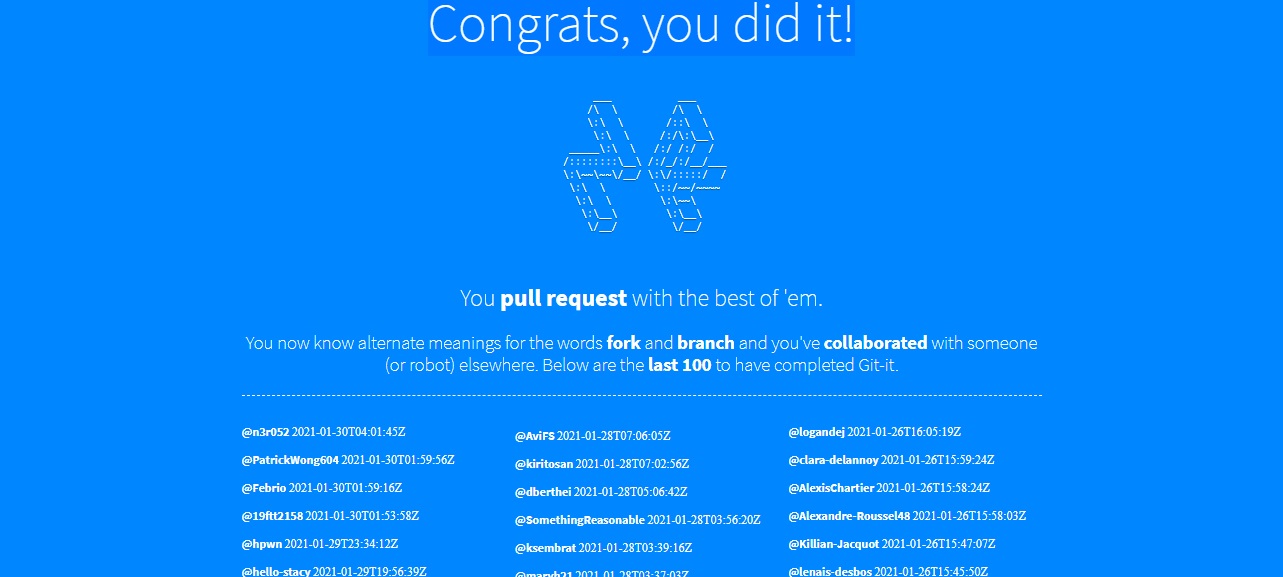 Congrats, you did it!
You pull request with the best of 'em.
You now know alternate meanings for the words fork and branch and you've collaborated with someone
(or robot) elsewhere. Below are the last 100 to have completed Git-it.
@n3r052 2021-01-30T04:01:45Z
@PatrickWong604 2021-01-30T01:59:56Z
@Febrio 2021-01-30T01:59:16Z
@19ftt2158 2021-01-30T01:53:58Z
@hpwn 2021-01-29T23:34:12Z
@hello-stacy 2021-01-29T19:56:39Z
@AviFS 2021-01-28T07:06:05Z
@kiritosan 2021-01-28T07:02:56Z
@dberthei 2021-01-28T05:06:42Z
@SomethingReasonable 2021-01-28T03:56:20Z
@ksembrat 2021-01-28T03:39:16Z
@maryh21 2021-01-28T03:37:03Z
@logandej 2021-01-26T16:05:19Z
@clara-delannoy 2021-01-26T15:59:24Z
@AlexisChartier 2021-01-26T15:58:24Z
@Alexandre-Roussel48 2021-01-26T15:58:03Z
@Killian-Jacquot 2021-01-26T15:47:07Z
@lenais-desbos 2021-01-26T15:45:50Z